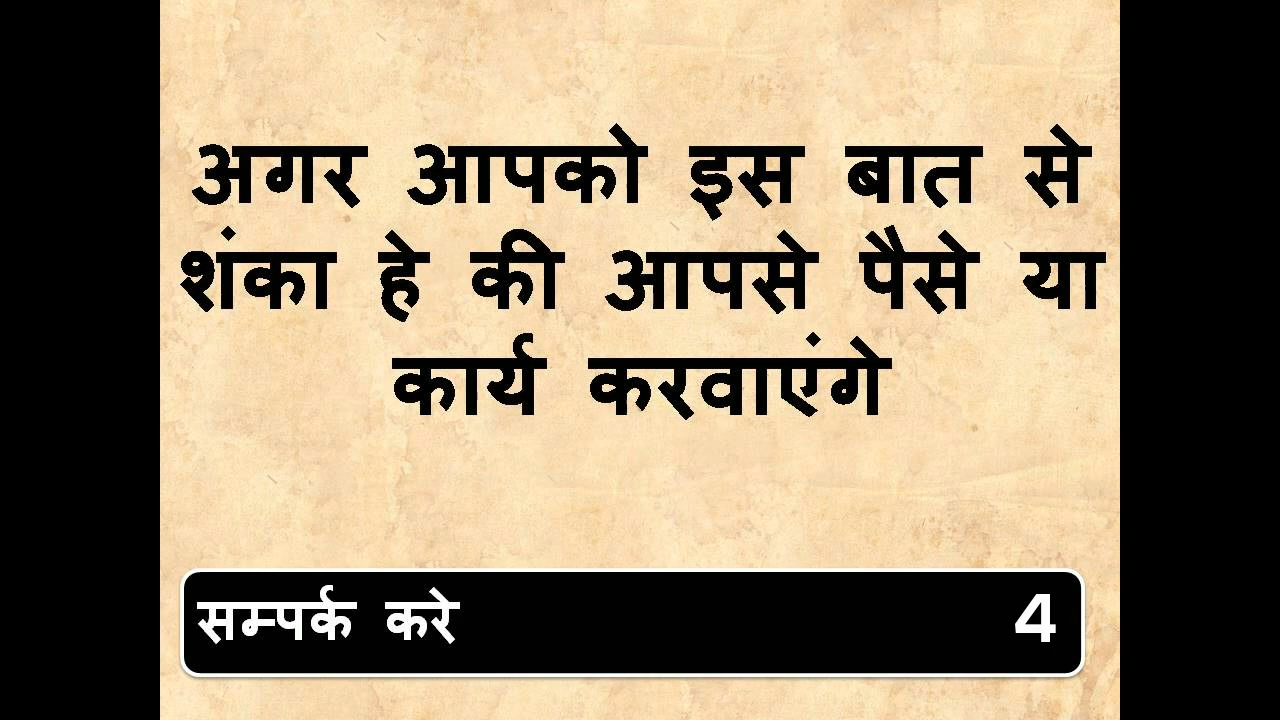 अगर आपको इस बात से
शंका हे की आपसे पैसे या
कार्य करवाएंगे
सम्पर्क करे 4